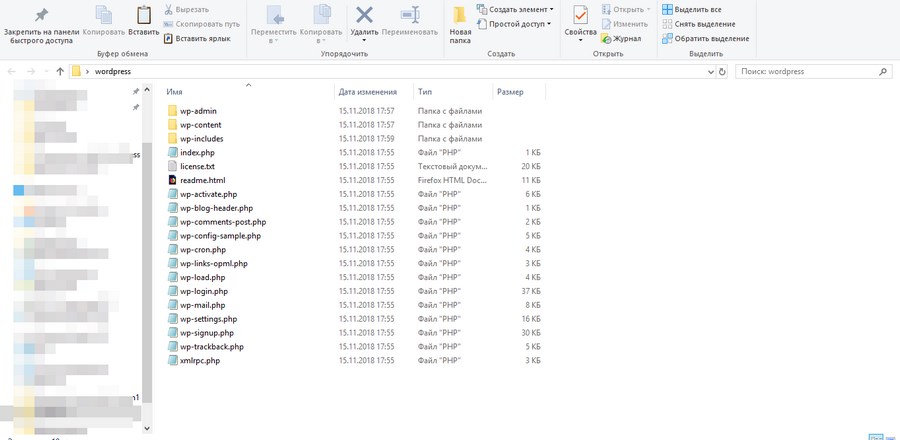 Закрепить на панели быстрого доступа
Копировать
Вставить
Вырезать
Скопировать путь
Вставить ярлык
Буфер обмена
Переместить в
Копировать в
Удалить
Переименовать
Упорядочить
Новая папка
Создать элемент
Простой доступ
Создать
Свойства
Открыть
Изменить
Журнал
Открыть
Выделить все
Снять выделение
Обратить выделение
Выделить
wordpress
Поиск: wordpress
Имя Дата изменения Тип Размер
wp-admin 15.11.2018 17:57 Папка с файлами
wp-content 15.11.2018 17:57 Папка с файлами
wp-includes 15.11.2018 17:59 Папка с файлами
index.php 15.11.2018 17:55 Файл "PHP" 1 КБ
license.txt 15.11.2018 17:55 Текстовый докум... 20 КБ
readme.html 15.11.2018 17:55 Firefox HTML Doc... 11 КБ
wp-activate.php 15.11.2018 17:55 Файл "PHP" 6 КБ
wp-blog-header.php 15.11.2018 17:55 Файл "PHP" 1 КБ
wp-comments-post.php 15.11.2018 17:55 Файл "PHP" 2 КБ
wp-config-sample.php 15.11.2018 17:55 Файл "PHP" 5 КБ
wp-cron.php 15.11.2018 17:55 Файл "PHP" 4 КБ
wp-links-opml.php 15.11.2018 17:55 Файл "PHP" 3 КБ
wp-load.php 15.11.2018 17:55 Файл "PHP" 4 КБ
wp-login.php 15.11.2018 17:55 Файл "PHP" 37 КБ
wp-mail.php 15.11.2018 17:55 Файл "PHP" 8 КБ
wp-settings.php 15.11.2018 17:55 Файл "PHP" 16 КБ
wp-signup.php 15.11.2018 17:55 Файл "PHP" 30 КБ
wp-trackback.php 15.11.2018 17:55 Файл "PHP" 5 КБ
xmlrpc.php 15.11.2018 17:55 Файл "PHP" 3 КБ